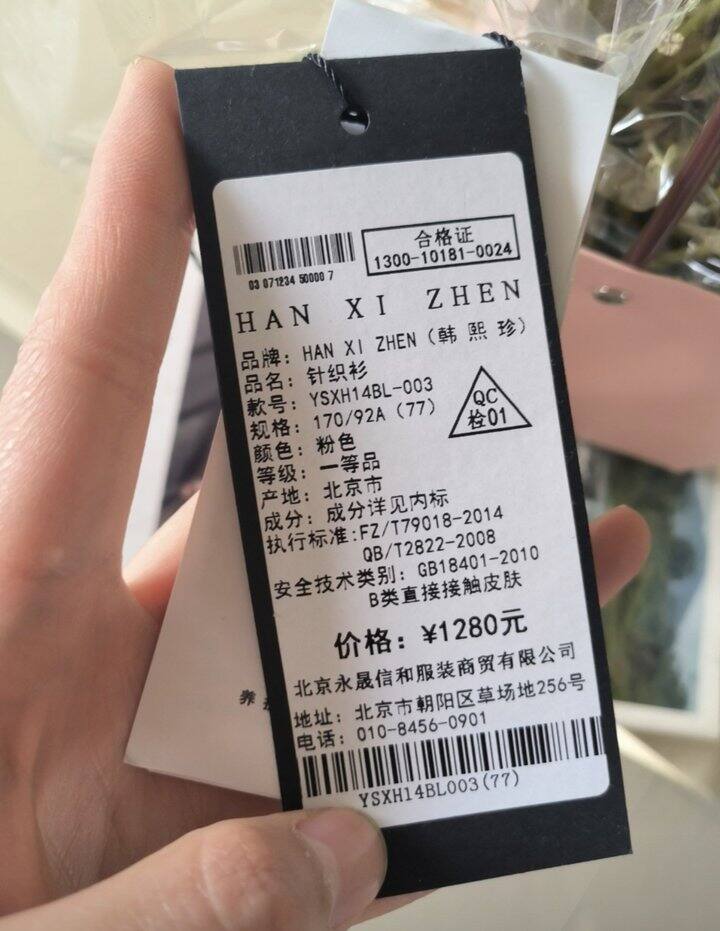 合格证
1300-10181-0024
03 071234 50000 7
HAN XI ZHEN
品牌: HAN XI ZHEN (韩熙珍)
品名: 针织衫
款号: YSXH14BL-003
规格: 170/92A (77)
颜色: 粉色
等级: 一等品
产地: 北京市
成分: 成分详见内标
QC
检01
执行标准:FZ/T79018-2014
QB/T2822-2008
安全技术类别: GB18401-2010
B类直接接触皮肤
价格: ¥1280元
北京永晟信和服装商贸有限公司
地址: 北京市朝阳区草场地256号
电话: 010-8456-0901
YSXH14BL003(77)
养